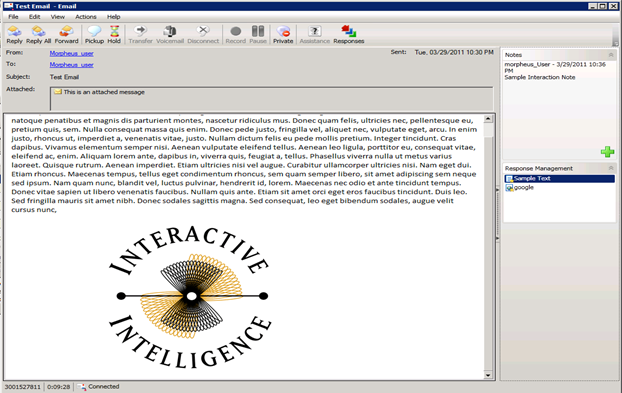 Test Email - Email
File Edit View Actions Help
Reply Reply All Forward Pickup Hold Transfer Voicemail Disconnect Record Pause Private Assistance Responses
From: Morpheus_user Sent: Tue, 03/29/2011 10:30 PM
To: Morpheus_user
Subject: Test Email
Attached: This is an attached message
natoque penatibus et magnis dis parturient montes, nascetur ridiculus mus. Donec quam felis, ultricies nec, pellentesque eu,
pretium quis, sem. Nulla consequat massa quis enim. Donec pede justo, fringilla vel, aliquet nec, vulputate eget, arcu. In enim
justo, rhoncus ut, imperdiet a, venenatis vitae, justo. Nullam dictum felis eu pede mollis pretium. Integer tincidunt. Cras
dapibus. Vivamus elementum semper nisi. Aenean vulputate eleifend tellus. Aenean leo ligula, porttitor eu, consequat vitae,
eleifend ac, enim. Aliquam lorem ante, dapibus in, viverra quis, feugiat a, tellus. Phasellus viverra nulla ut metus varius
laoreet. Quisque rutrum. Aenean imperdiet. Etiam ultricies nisi vel augue. Curabitur ullamcorper ultricies nisi. Nam eget dui.
Etiam rhoncus. Maecenas tempus, tellus eget condimentum rhoncus, sem quam semper libero, sit amet adipiscing sem neque
sed ipsum. Nam quam nunc, blandit vel, luctus pulvinar, hendrerit id, lorem. Maecenas nec odio et ante tincidunt tempus.
Donec vitae sapien ut libero venenatis faucibus. Nullam quis ante. Etiam sit amet orci eget eros faucibus tincidunt. Duis leo.
Sed fringilla mauris sit amet nibh. Donec sodales sagittis magna. Sed consequat, leo eget bibendum sodales, augue velit
cursus nunc,
INTERACTIVE
INTELLIGENCE
Notes
morpheus_User - 3/29/2011 10:36
PM
Sample Interaction Note
Response Management
Sample Text
google
3001527811 0:09:28 Connected